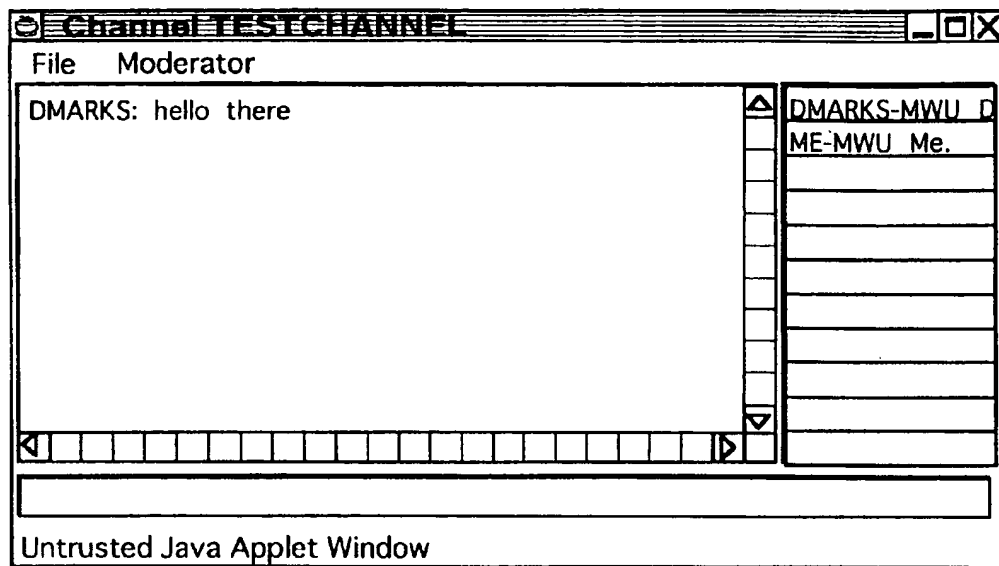 Channel TESTCHANNEL
File Moderator
DMARKS: hello there
DMARKS-MWU D
ME-MWU Me.
Untrusted Java Applet Window